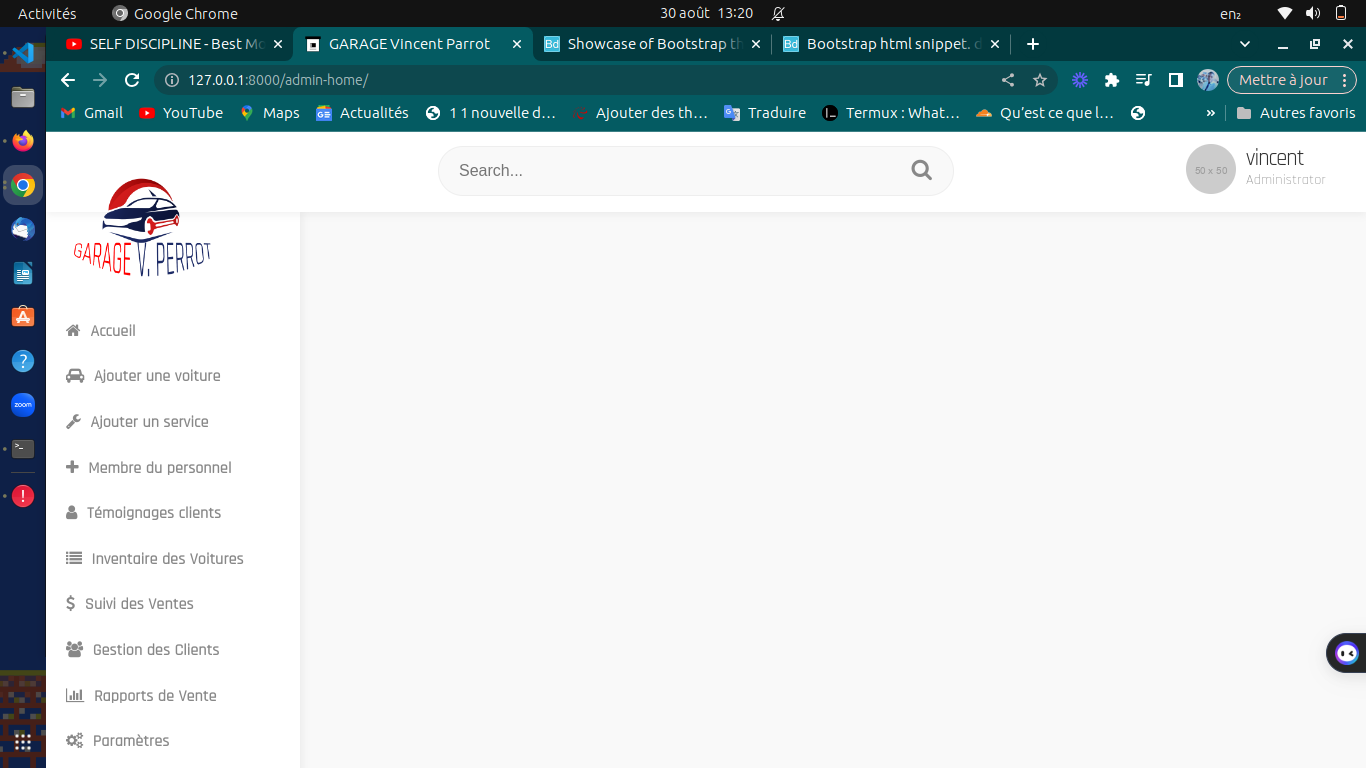 Activités
Google Chrome
30 août 13:20
en₂
SELF DISCIPLINE - Best Mo
GARAGE Vincent Parrot
Showcase of Bootstrap th
Bootstrap html snippet. d
127.0.0.1:8000/admin-home/
Mettre à jour
Gmail
YouTube
Maps
Actualités
1 1 nouvelle d…
Ajouter des th…
Traduire
Termux : What…
Qu'est ce que l…
»
Autres favoris
Search...
50 x 50
vincent
Administrator
GARAGE V. PERROT
Accueil
Ajouter une voiture
Ajouter un service
Membre du personnel
Témoignages clients
Inventaire des Voitures
Suivi des Ventes
Gestion des Clients
Rapports de Vente
Paramètres
zoom